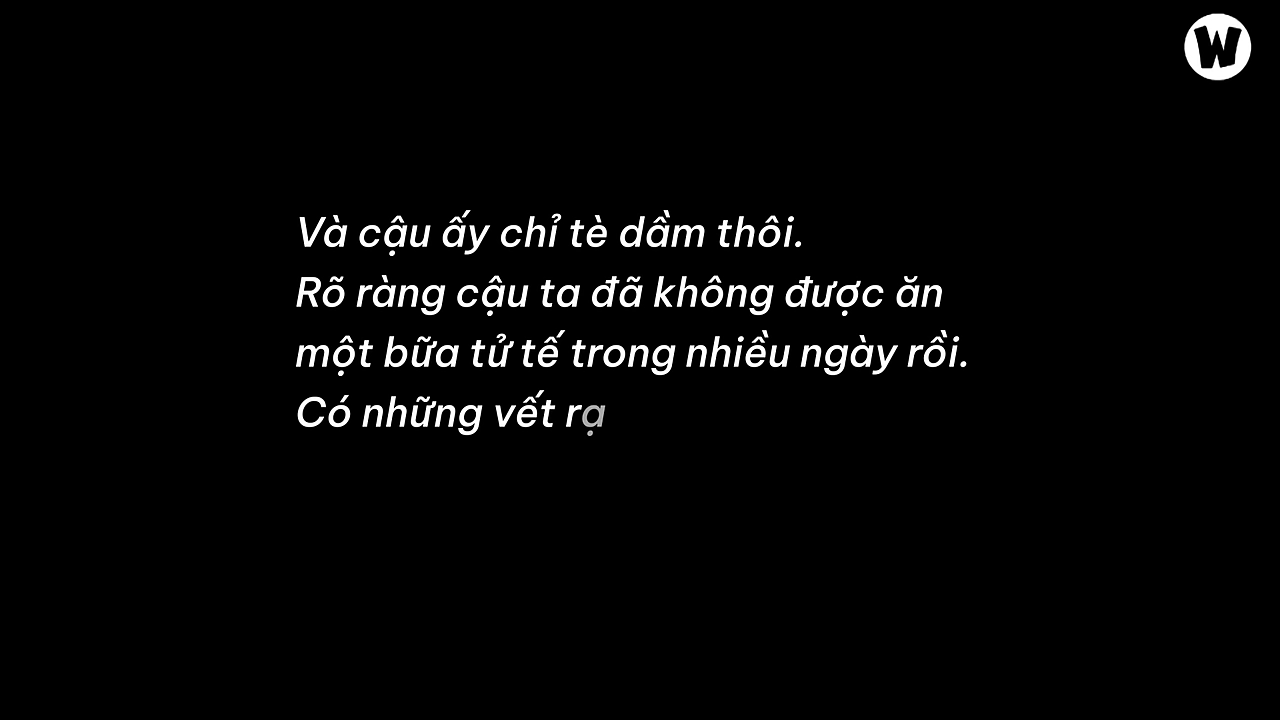 W
Và cậu ấy chỉ tè dầm thôi.
Rõ ràng cậu ta đã không được ăn
một bữa tử tế trong nhiều ngày rồi.
Có những vết rạ